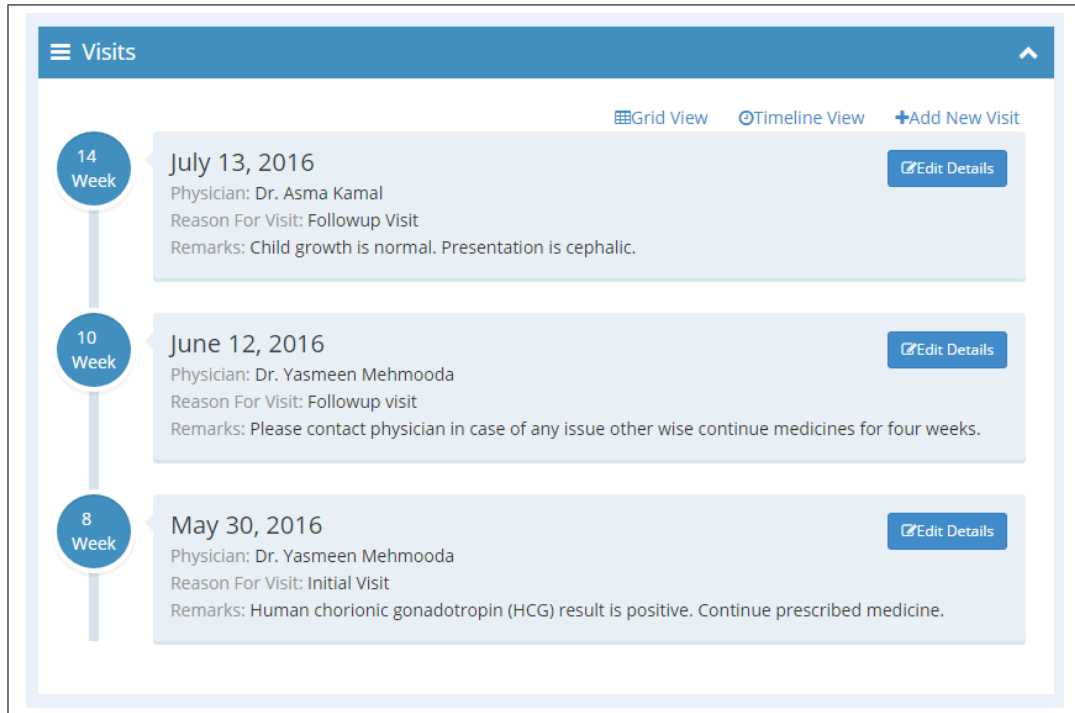 Visits
Grid View Timeline View Add New Visit
14
Week
July 13, 2016
Edit Details
Physician: Dr. Asma Kamal
Reason For Visit: Followup Visit
Remarks: Child growth is normal. Presentation is cephalic.
10
Week
June 12, 2016
Edit Details
Physician: Dr. Yasmeen Mehmooda
Reason For Visit: Followup visit
Remarks: Please contact physician in case of any issue other wise continue medicines for four weeks.
8
Week
May 30, 2016
Edit Details
Physician: Dr. Yasmeen Mehmooda
Reason For Visit: Initial Visit
Remarks: Human chorionic gonadotropin (HCG) result is positive. Continue prescribed medicine.